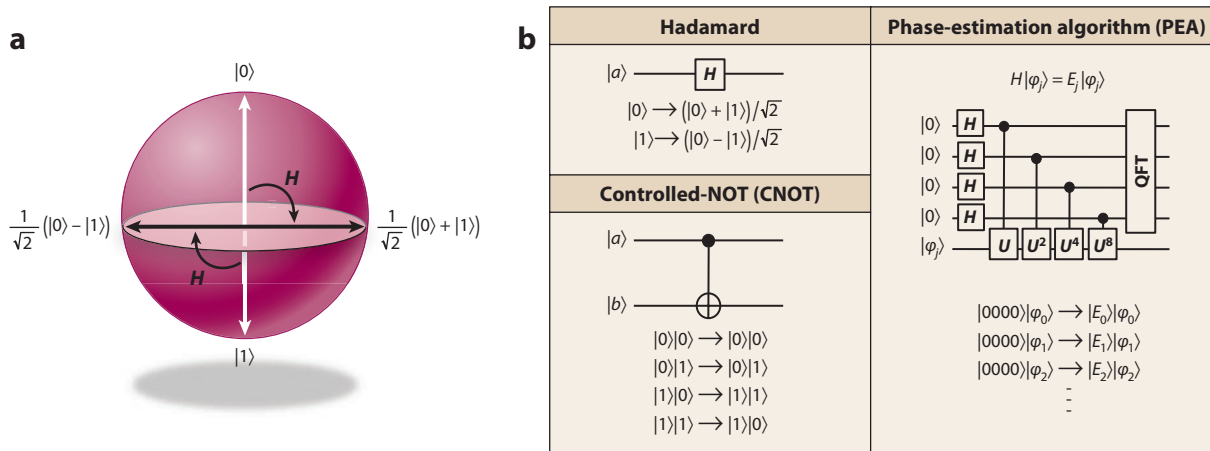 a
|0⟩
H
1/√2 (|0⟩ − |1⟩)
1/√2 (|0⟩ + |1⟩)
H
|1⟩
b
Hadamard
|a⟩ H
|0⟩ → (|0⟩ + |1⟩)/√2
|1⟩ → (|0⟩ − |1⟩)/√2
Controlled-NOT (CNOT)
|a⟩
|b⟩
|0⟩|0⟩ → |0⟩|0⟩
|0⟩|1⟩ → |0⟩|1⟩
|1⟩|0⟩ → |1⟩|1⟩
|1⟩|1⟩ → |1⟩|0⟩
Phase-estimation algorithm (PEA)
H|φⱼ⟩ = Eⱼ|φⱼ⟩
|0⟩ H
|0⟩ H
|0⟩ H
|0⟩ H
QFT
|φⱼ⟩ U U² U⁴ U⁸
|0000⟩|φ₀⟩ → |E₀⟩|φ₀⟩
|0000⟩|φ₁⟩ → |E₁⟩|φ₁⟩
|0000⟩|φ₂⟩ → |E₂⟩|φ₂⟩